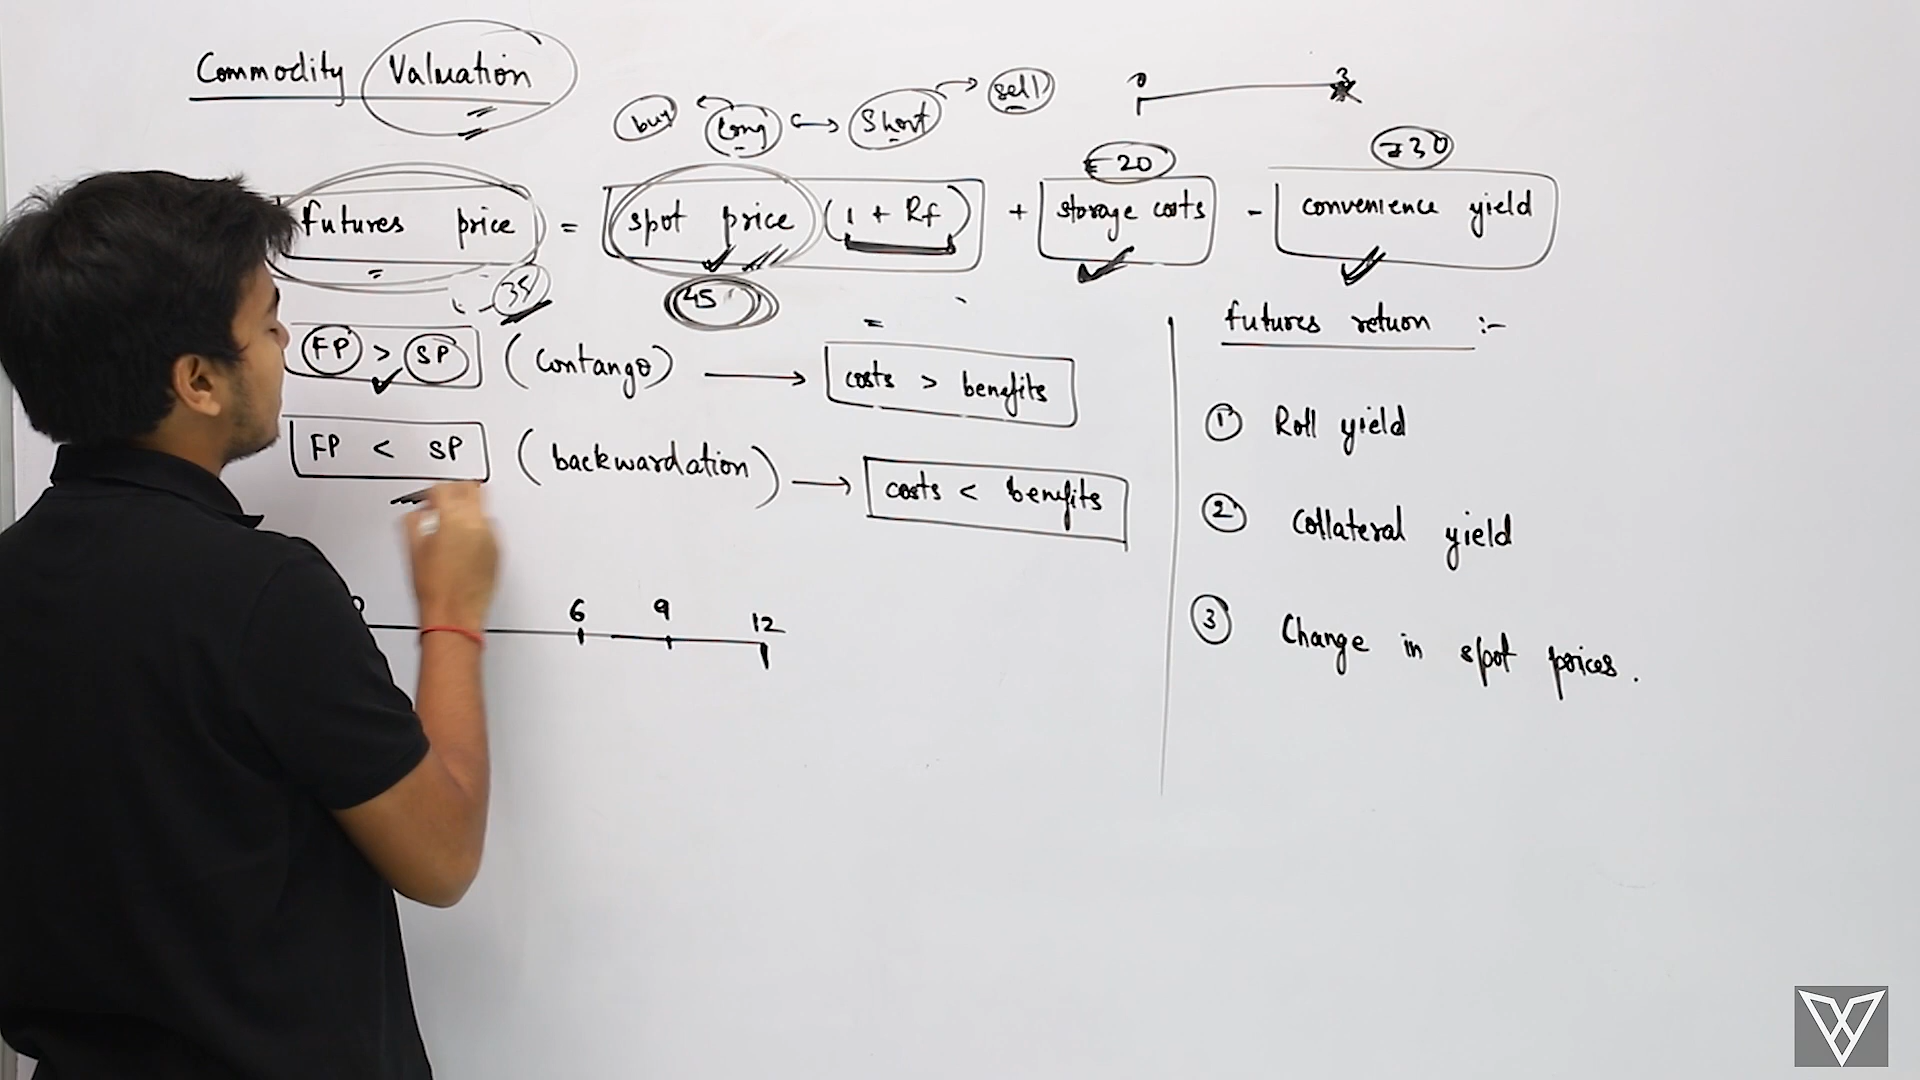 Commodity Valuation
buy long ↔ short → sell
0 3
= 20
= 30
futures price = spot price (1 + Rf) + storage costs - convenience yield
35
45
FP > SP (contango) → costs > benefits
FP < SP (backwardation) → costs < benefits
6 9 12
futures return :-
1 Roll yield
2 Collateral yield
3 Change in spot prices.